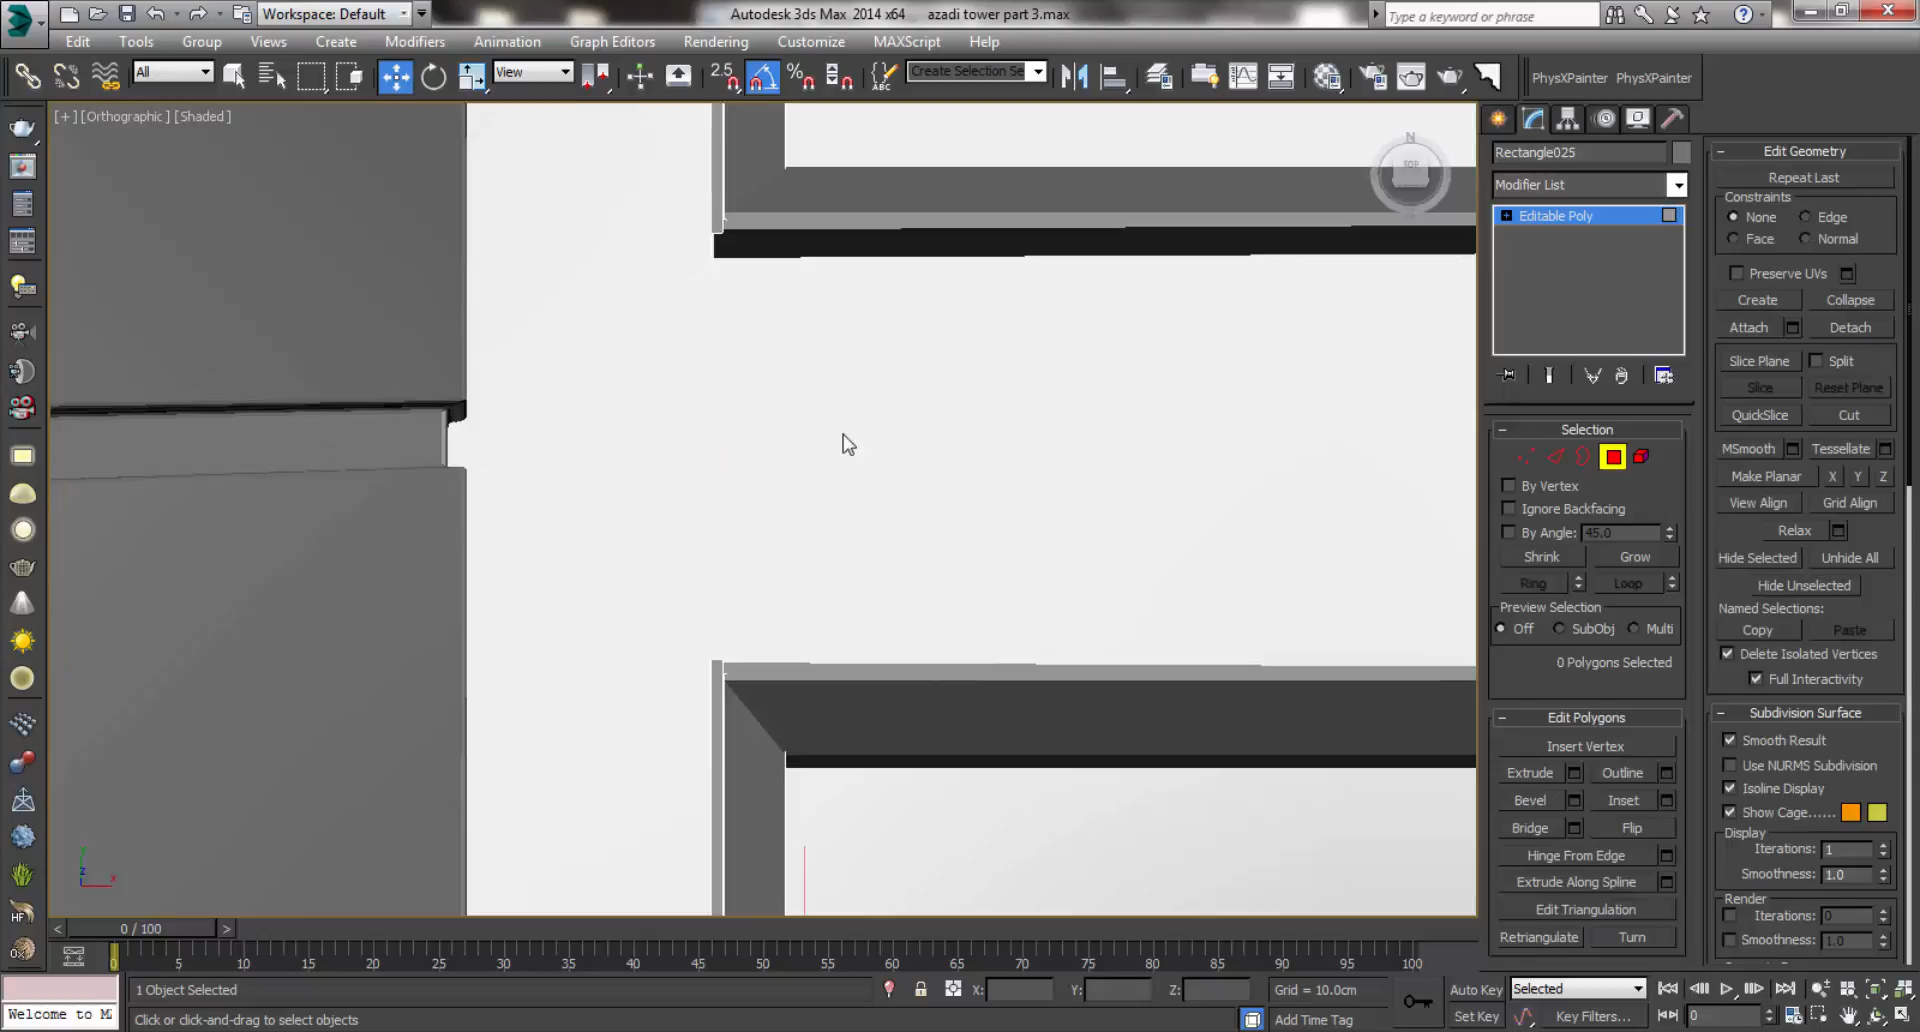 Workspace: Default
Autodesk 3ds Max 2014 x64 azadi tower part 3.max
Type a keyword or phrase
Edit Tools Group Views Create Modifiers Animation Graph Editors Rendering Customize MAXScript Help
All View 2.5 % ABC Create Selection Se PhysXPainter PhysXPainter
[+] [Orthographic ] [Shaded ]
N
TOP
Rectangle025
Modifier List
Editable Poly
Selection
By Vertex
Ignore Backfacing
By Angle: 45.0
Shrink Grow
Ring Loop
Preview Selection
Off SubObj Multi
0 Polygons Selected
Edit Polygons
Insert Vertex
Extrude Outline
Bevel Inset
Bridge Flip
Hinge From Edge
Extrude Along Spline
Edit Triangulation
Retriangulate Turn
Edit Geometry
Repeat Last
Constraints
None Edge
Face Normal
Preserve UVs
Create Collapse
Attach Detach
Slice Plane Split
Slice Reset Plane
QuickSlice Cut
MSmooth Tessellate
Make Planar X Y Z
View Align Grid Align
Relax
Hide Selected Unhide All
Hide Unselected
Named Selections:
Copy Paste
Delete Isolated Vertices
Full Interactivity
Subdivision Surface
Smooth Result
Use NURMS Subdivision
Isoline Display
Show Cage......
Display
Iterations: 1
Smoothness: 1.0
Render
Iterations: 0
Smoothness: 1.0
HF
y
z
x
< 0 / 100 >
0 5 10 15 20 25 30 35 40 45 50 55 60 65 70 75 80 85 90 95 100
1 Object Selected X: Y: Z: Grid = 10.0cm Auto Key Selected
Welcome to M
Click or click-and-drag to select objects Add Time Tag Set Key Key Filters... 0